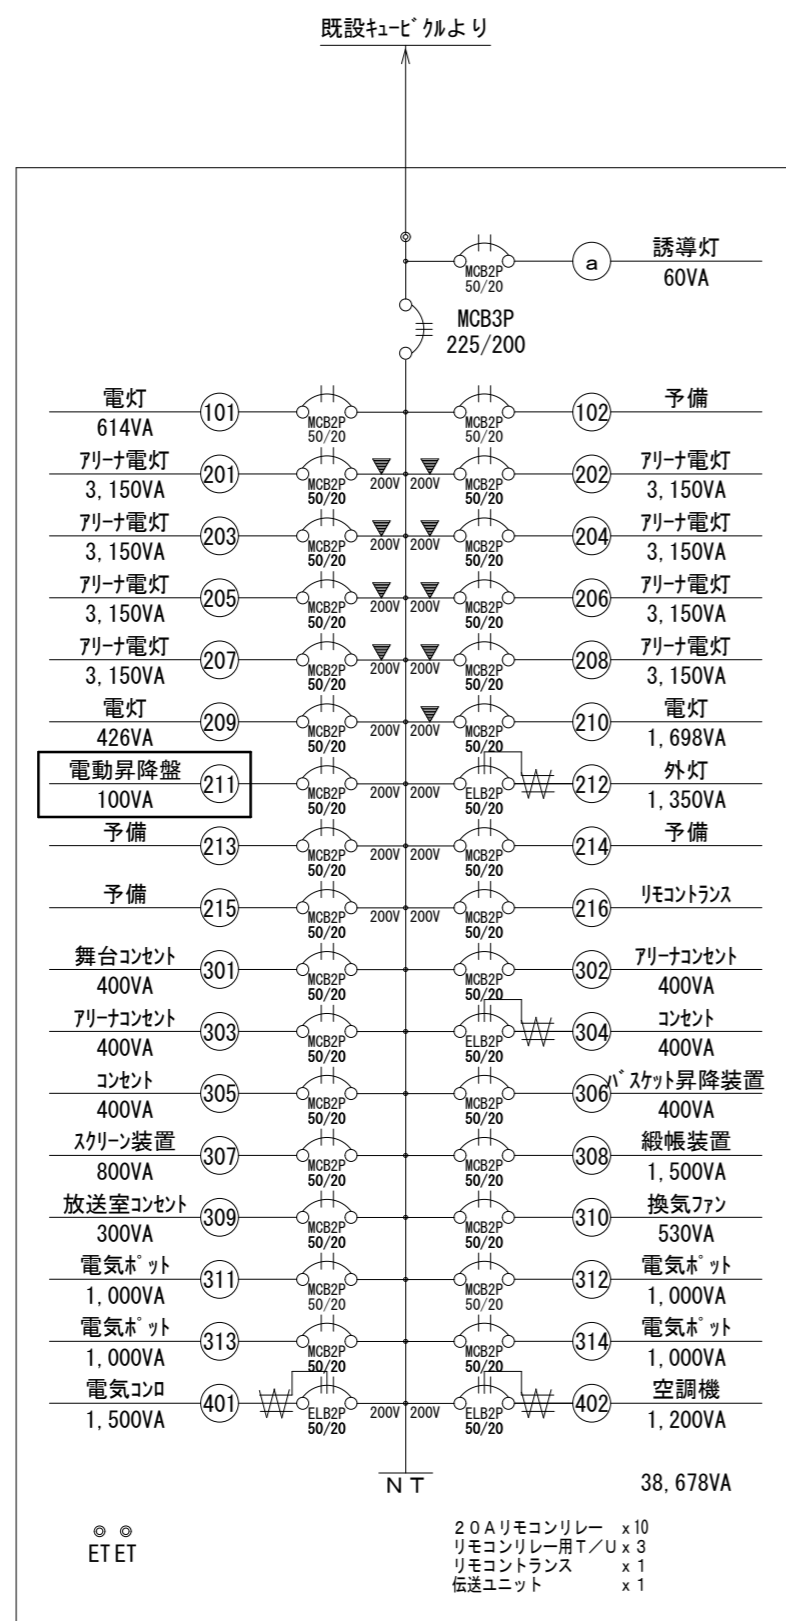 既設ｷｭｰﾋﾞｸﾙより
誘導灯
a
MCB2P
50/20
60VA
MCB3P
225/200
電灯 101 MCB2P 50/20 614VA
102 MCB2P 50/20 予備
ｱﾘｰﾅ電灯 201 MCB2P 50/20 200V 3,150VA
200V MCB2P 50/20 202 ｱﾘｰﾅ電灯 3,150VA
ｱﾘｰﾅ電灯 203 MCB2P 50/20 200V 3,150VA
200V MCB2P 50/20 204 ｱﾘｰﾅ電灯 3,150VA
ｱﾘｰﾅ電灯 205 MCB2P 50/20 200V 3,150VA
200V MCB2P 50/20 206 ｱﾘｰﾅ電灯 3,150VA
ｱﾘｰﾅ電灯 207 MCB2P 50/20 200V 3,150VA
200V MCB2P 50/20 208 ｱﾘｰﾅ電灯 3,150VA
電灯 209 MCB2P 50/20 200V 426VA
200V MCB2P 50/20 210 電灯 1,698VA
電動昇降盤 211 MCB2P 50/20 200V 100VA
200V ELB2P 50/20 212 外灯 1,350VA
予備 213 MCB2P 50/20 200V
200V MCB2P 50/20 214 予備
予備 215 MCB2P 50/20 200V
200V MCB2P 50/20 216 ﾘﾓｺﾝﾄﾗﾝｽ
舞台ｺﾝｾﾝﾄ 301 MCB2P 50/20 400VA
MCB2P 50/20 302 ｱﾘｰﾅｺﾝｾﾝﾄ 400VA
ｱﾘｰﾅｺﾝｾﾝﾄ 303 MCB2P 50/20 400VA
ELB2P 50/20 304 ｺﾝｾﾝﾄ 400VA
ｺﾝｾﾝﾄ 305 MCB2P 50/20 400VA
MCB2P 50/20 306 ﾊﾞｽｹｯﾄ昇降装置 400VA
ｽｸﾘｰﾝ装置 307 MCB2P 50/20 800VA
MCB2P 50/20 308 緞帳装置 1,500VA
放送室ｺﾝｾﾝﾄ 309 MCB2P 50/20 300VA
MCB2P 50/20 310 換気ﾌｧﾝ 530VA
電気ﾎﾟｯﾄ 311 MCB2P 50/20 1,000VA
MCB2P 50/20 312 電気ﾎﾟｯﾄ 1,000VA
電気ﾎﾟｯﾄ 313 MCB2P 50/20 1,000VA
MCB2P 50/20 314 電気ﾎﾟｯﾄ 1,000VA
電気ｺﾝﾛ 401 ELB2P 50/20 200V 1,500VA
200V ELB2P 50/20 402 空調機 1,200VA
ＮＴ
38,678VA
ET ET
２０Ａリモコンリレー x10
リモコンリレー用Ｔ／Ｕ x 3
リモコントランス x 1
伝送ユニット x 1